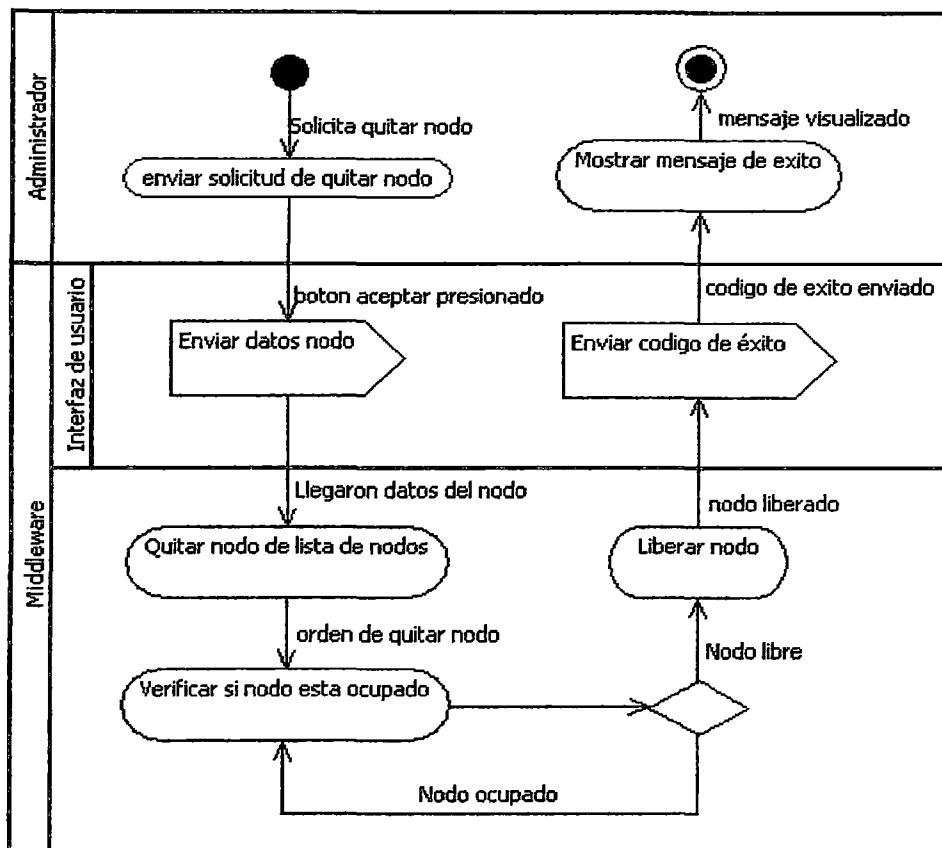 Administrador
Solicita quitar nodo
enviar solicitud de quitar nodo
mensaje visualizado
Mostrar mensaje de exito
Middleware
Interfaz de usuario
boton aceptar presionado
Enviar datos nodo
codigo de exito enviado
Enviar codigo de éxito
Llegaron datos del nodo
Quitar nodo de lista de nodos
orden de quitar nodo
Verificar si nodo esta ocupado
nodo liberado
Liberar nodo
Nodo libre
Nodo ocupado